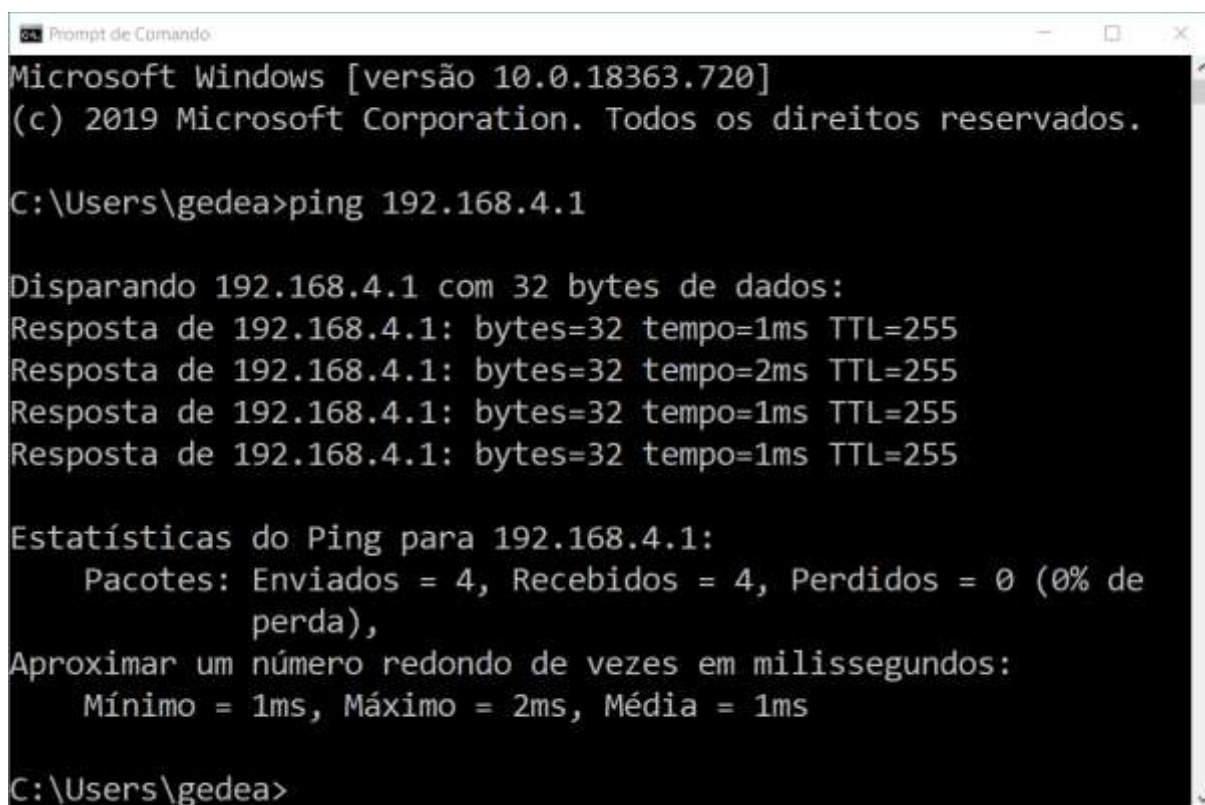 Prompt de Comando
Microsoft Windows [versão 10.0.18363.720]
(c) 2019 Microsoft Corporation. Todos os direitos reservados.
C:\Users\gedea>ping 192.168.4.1
Disparando 192.168.4.1 com 32 bytes de dados:
Resposta de 192.168.4.1: bytes=32 tempo=1ms TTL=255
Resposta de 192.168.4.1: bytes=32 tempo=2ms TTL=255
Resposta de 192.168.4.1: bytes=32 tempo=1ms TTL=255
Resposta de 192.168.4.1: bytes=32 tempo=1ms TTL=255
Estatísticas do Ping para 192.168.4.1:
Pacotes: Enviados = 4, Recebidos = 4, Perdidos = 0 (0% de
perda),
Aproximar um número redondo de vezes em milissegundos:
Mínimo = 1ms, Máximo = 2ms, Média = 1ms
C:\Users\gedea>